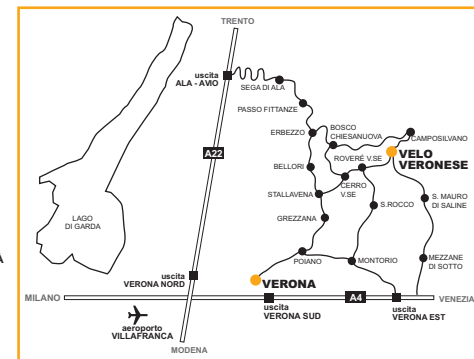 TRENTO
uscita
ALA - AVIO
SEGA DI ALA
PASSO FITTANZE
ERBEZZO
BOSCO
CHIESANUOVA
CAMPOSILVANO
A22
BELLORI
ROVERÉ V.SE
VELO
VERONESE
STALLAVENA
CERRO
V.SE
S. MAURO
DI SALINE
S.ROCCO
GREZZANA
LAGO
DI GARDA
POIANO
MONTORIO
MEZZANE
DI SOTTO
A
uscita
VERONA NORD
VERONA
MILANO
A4
VENEZIA
aeroporto
VILLAFRANCA
uscita
VERONA SUD
uscita
VERONA EST
MODENA